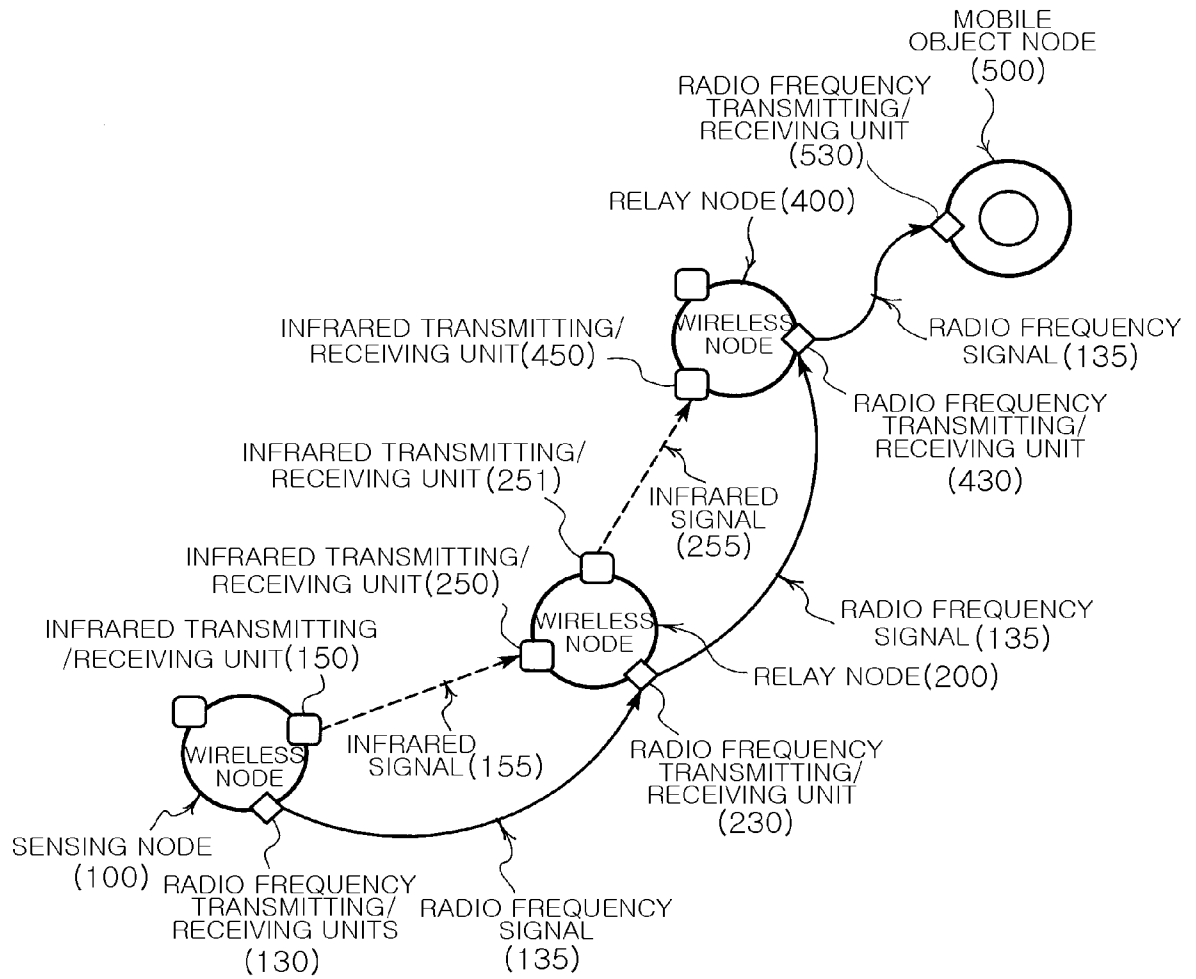 MOBILE
OBJECT NODE
(500)
RADIO FREQUENCY
TRANSMITTING/
RECEIVING UNIT
(530)
RELAY NODE(400)
WIRELESS
NODE
INFRARED TRANSMITTING/
RECEIVING UNIT(450)
RADIO FREQUENCY
SIGNAL(135)
RADIO FREQUENCY
TRANSMITTING/
RECEIVING UNIT
(430)
INFRARED TRANSMITTING/
RECEIVING UNIT(251)
INFRARED
SIGNAL
(255)
INFRARED TRANSMITTING/
RECEIVING UNIT(250)
WIRELESS
NODE
RADIO FREQUENCY
SIGNAL(135)
RELAY NODE(200)
INFRARED TRANSMITTING
/RECEIVING UNIT(150)
WIRELESS
NODE
INFRARED
SIGNAL(155)
RADIO FREQUENCY
TRANSMITTING/
RECEIVING UNIT
(230)
SENSING NODE
(100)
RADIO FREQUENCY
TRANSMITTING/
RECEIVING UNITS
(130)
RADIO FREQUENCY
SIGNAL
(135)